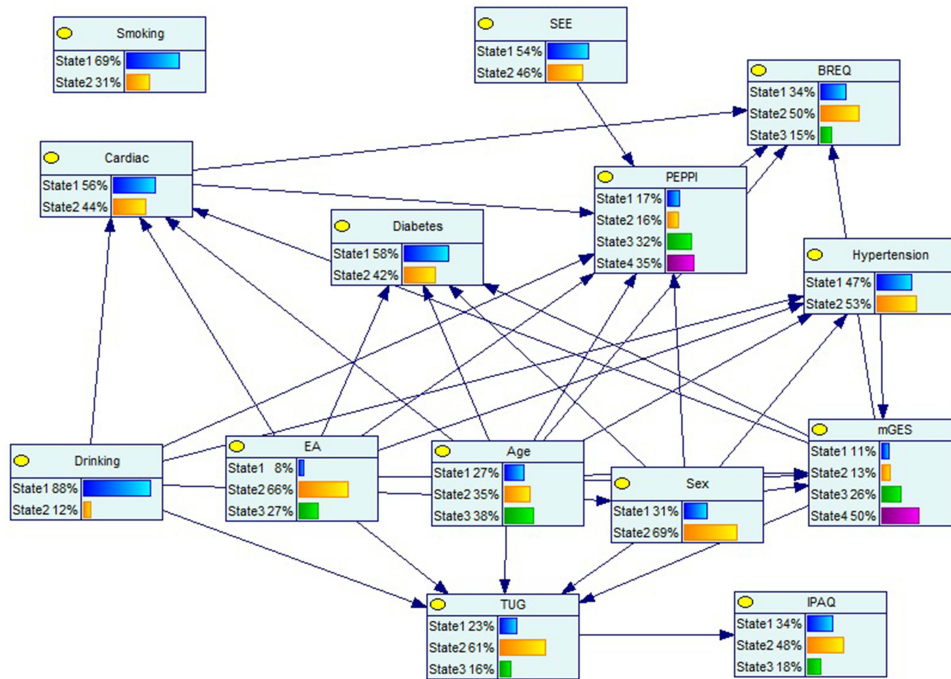 Smoking
State1 69%
State2 31%
SEE
State1 54%
State2 46%
BREQ
State1 34%
State2 50%
State3 15%
Cardiac
State1 56%
State2 44%
PEPPI
State1 17%
State2 16%
State3 32%
State4 35%
Diabetes
State1 58%
State2 42%
Hypertension
State1 47%
State2 53%
Drinking
State1 88%
State2 12%
EA
State1 8%
State2 66%
State3 27%
Age
State1 27%
State2 35%
State3 38%
Sex
State1 31%
State2 69%
mGES
State1 11%
State2 13%
State3 26%
State4 50%
TUG
State1 23%
State2 61%
State3 16%
IPAQ
State1 34%
State2 48%
State3 18%